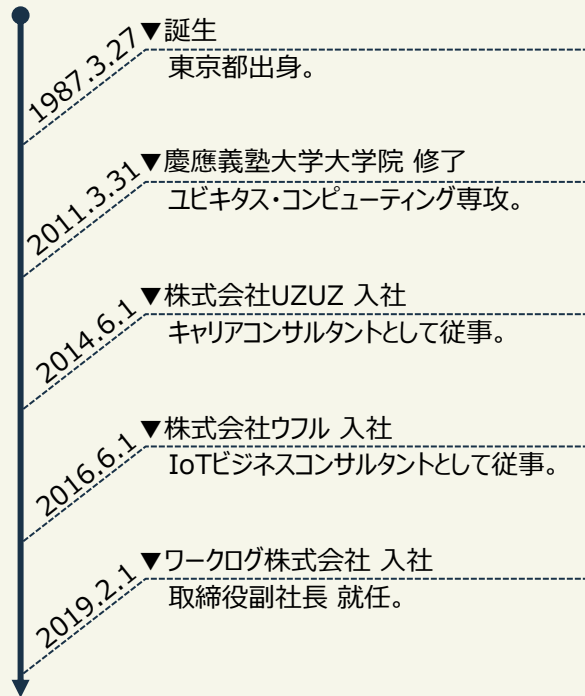 1987.3.27
▼誕生
東京都出身。
2011.3.31
▼慶應義塾大学大学院 修了
ユビキタス・コンピューティング専攻。
2014.6.1
▼株式会社UZUZ 入社
キャリアコンサルタントとして従事。
2016.6.1
▼株式会社ウフル 入社
IoTビジネスコンサルタントとして従事。
2019.2.1
▼ワークログ株式会社 入社
取締役副社長 就任。